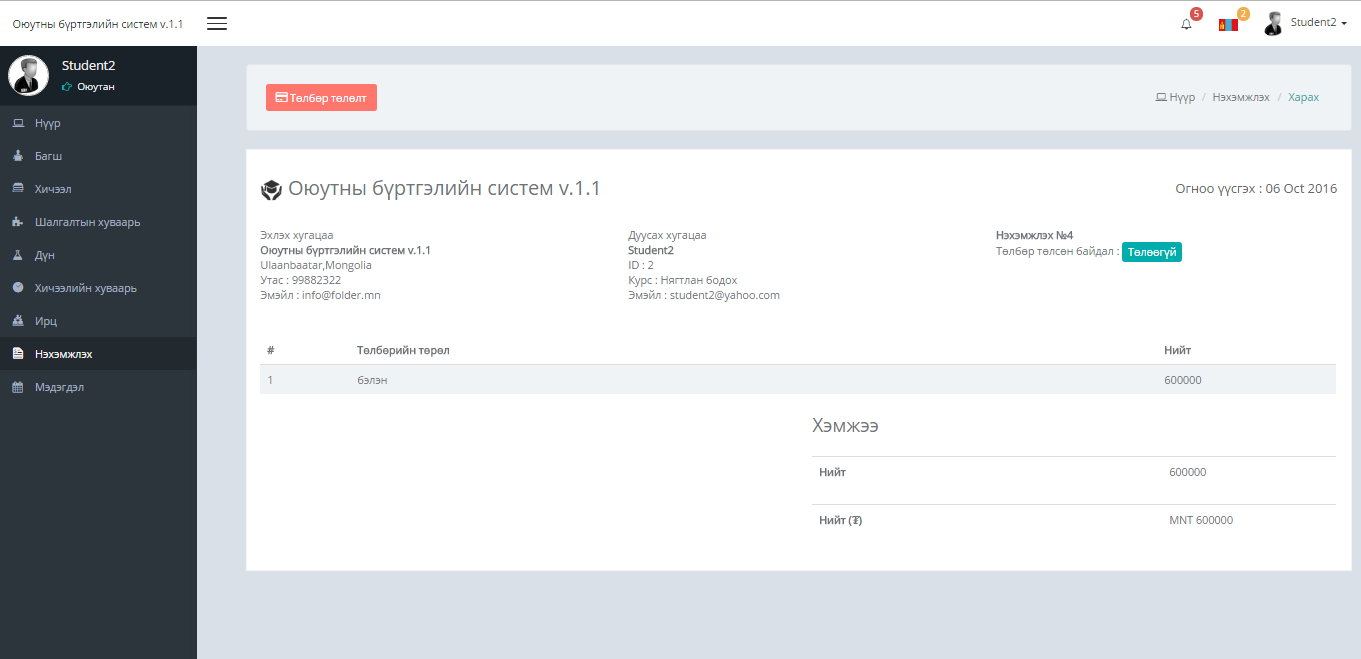 Оюутны бүртгэлийн систем v.1.1
5
2
Student2
Student2
Оюутан
Нүүр
Багш
Хичээл
Шалгалтын хуваарь
Дүн
Хичээлийн хуваарь
Ирц
Нэхэмжлэх
Мэдэгдэл
Төлбөр төлөлт
Нүүр / Нэхэмжлэх / Харах
Оюутны бүртгэлийн систем v.1.1
Огноо үүсгэх : 06 Oct 2016
Эхлэх хугацаа
Оюутны бүртгэлийн систем v.1.1
Ulaanbaatar,Mongolia
Утас : 99882322
Эмэйл : info@folder.mn
Дуусах хугацаа
Student2
ID : 2
Курс : Нягтлан бодох
Эмэйл : student2@yahoo.com
Нэхэмжлэх №4
Төлбөр төлсөн байдал : Төлөөгүй
# Төлбөрийн төрөл Нийт
1 бэлэн 600000
Хэмжээ
Нийт 600000
Нийт (₮) MNT 600000